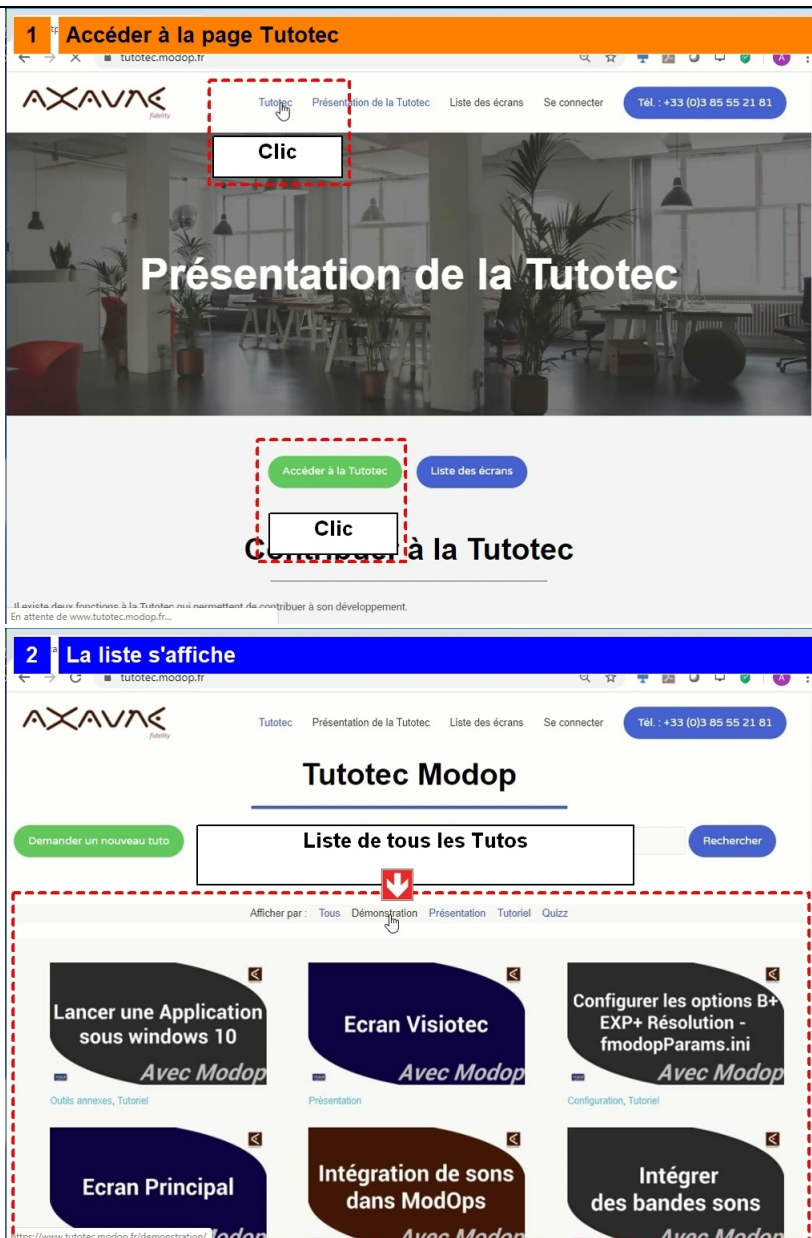 1 Accéder à la page Tutotec
tutotec.modop.fr
A
AXAVNE
fidelity
Tutotec Présentation de la Tutotec Liste des écrans Se connecter Tél. : +33 (0)3 85 55 21 81
Clic
Présentation de la Tutotec
Accéder à la Tutotec Liste des écrans
Clic
Contribuer à la Tutotec
Il existe deux fonctions à la Tutotec qui permettent de contribuer à son développement.
En attente de www.tutotec.modop.fr...
2 La liste s'affiche
tutotec.modop.fr
A
AXAVNE
fidelity
Tutotec Présentation de la Tutotec Liste des écrans Se connecter Tél. : +33 (0)3 85 55 21 81
Tutotec Modop
Demander un nouveau tuto Liste de tous les Tutos Rechercher
Afficher par : Tous Démonstration Présentation Tutoriel Quizz
Lancer une Application
sous windows 10
Avec Modop
Outils annexes, Tutoriel
Ecran Visiotec
Avec Modop
Présentation
Configurer les options B+
EXP+ Résolution -
fmodopParams.ini
Avec Modop
Configuration, Tutoriel
Ecran Principal
Intégration de sons
dans ModOps
Avec Modop
Intégrer
des bandes sons
Avec Modop
https://www.tutotec.modop.fr/demonstration/